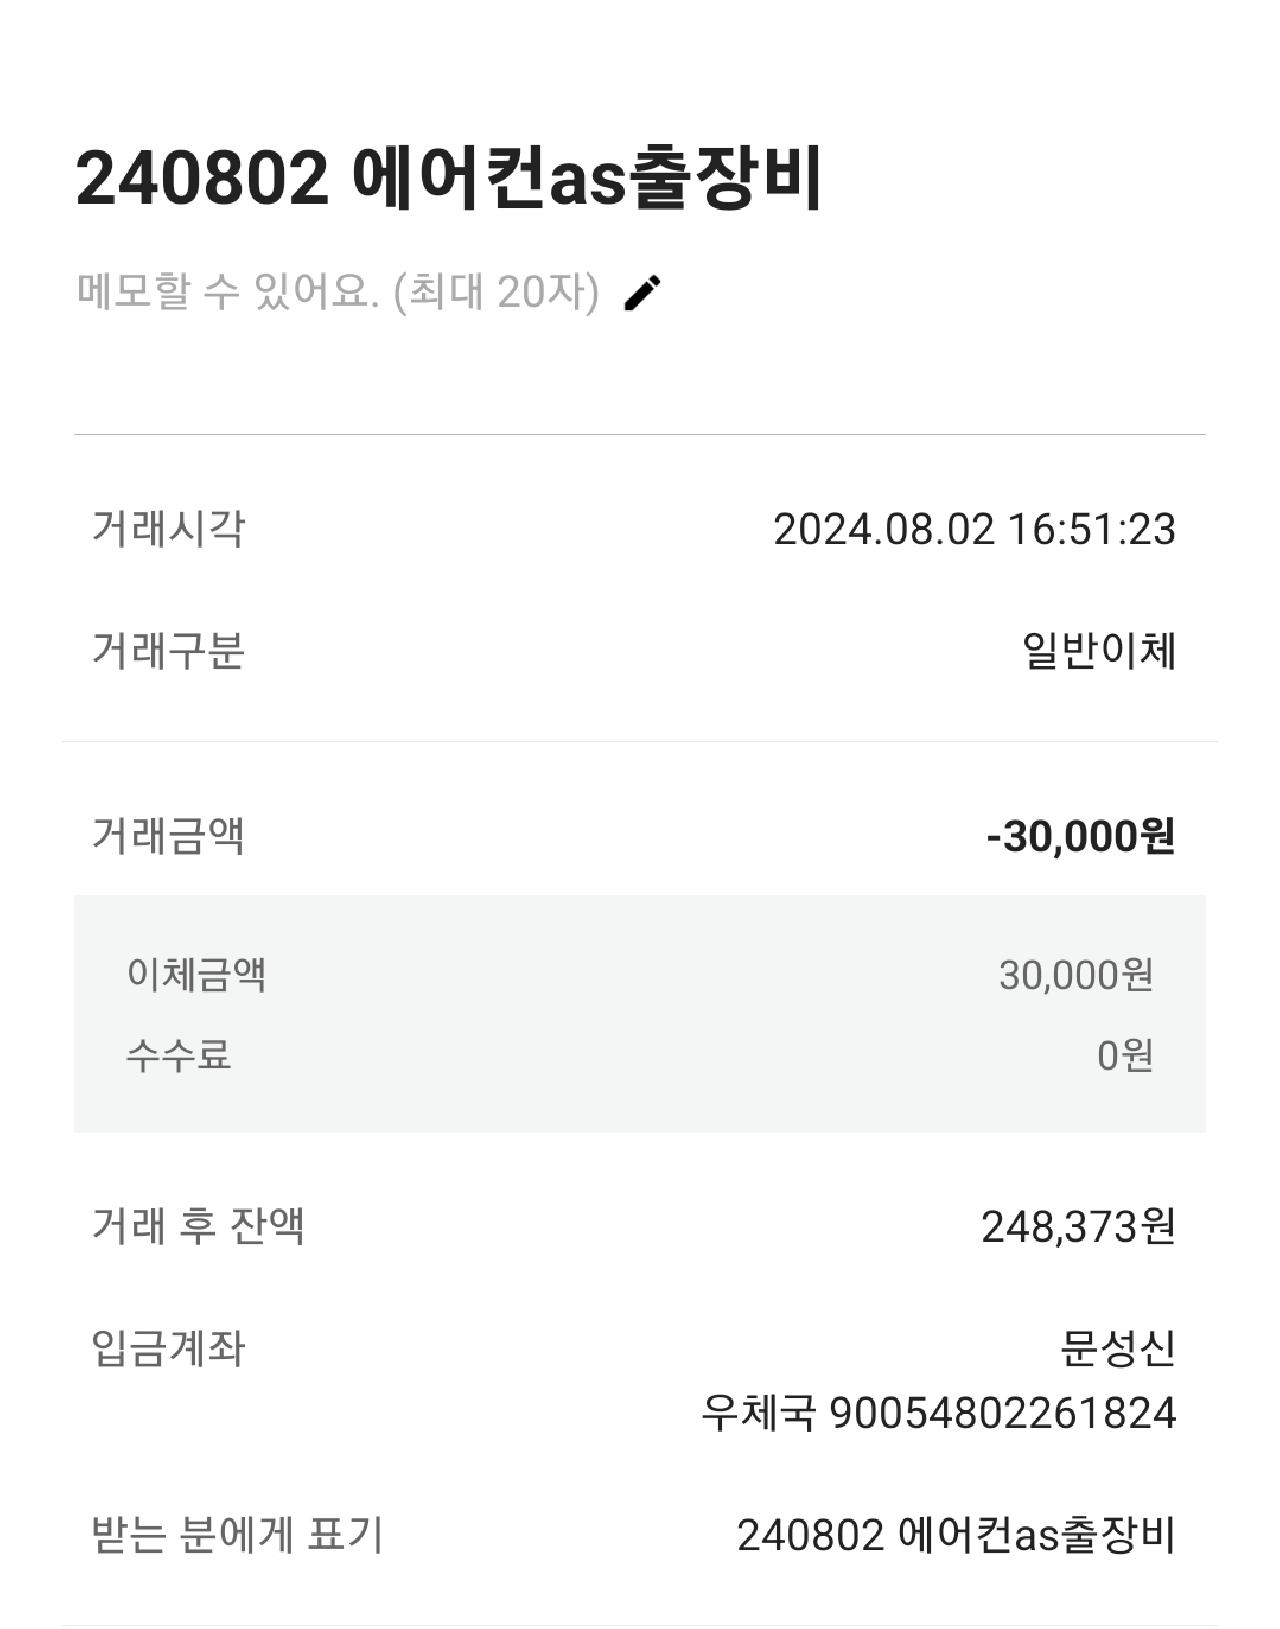 240802 에어컨as출장비
메모할 수 있어요. (최대 20자)
거래시각 2024.08.02 16:51:23
거래구분 일반이체
거래금액 -30,000원
이체금액 30,000원
수수료 0원
거래 후 잔액 248,373원
입금계좌 문성신
우체국 90054802261824
받는 분에게 표기 240802 에어컨as출장비